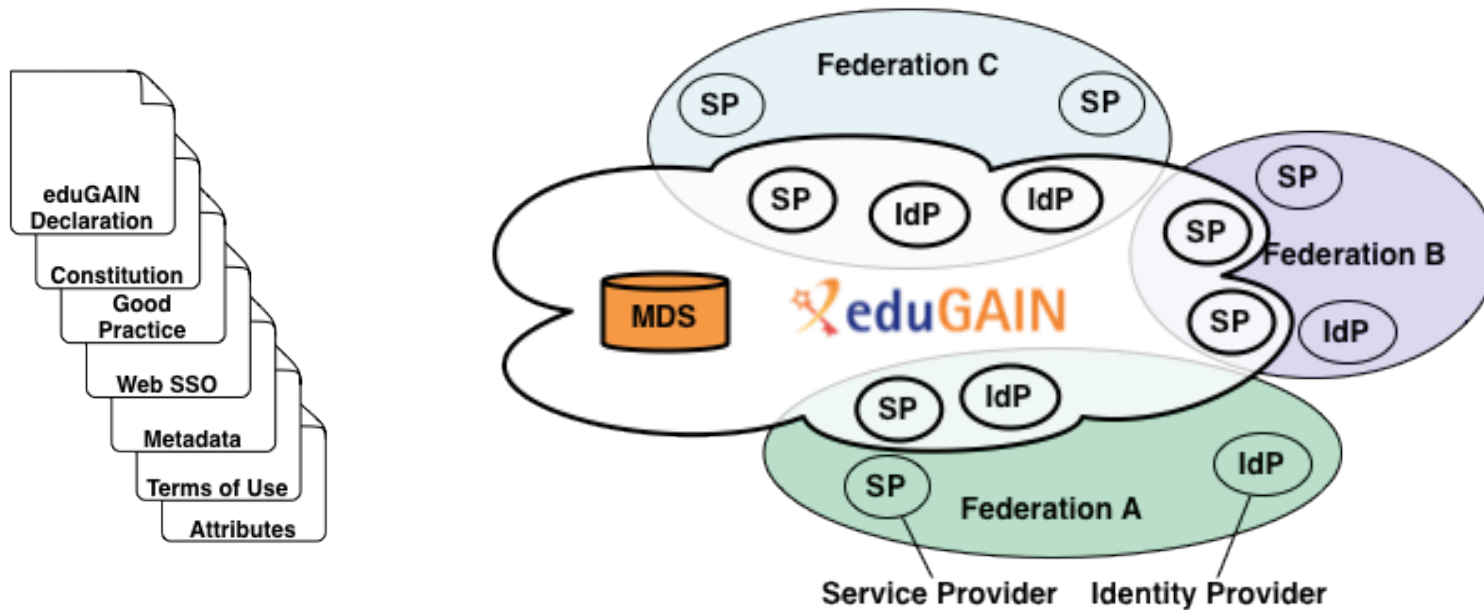 eduGAIN
Declaration
Constitution
Good
Practice
Web SSO
Metadata
Terms of Use
Attributes
Federation C
SP
SP
SP
IdP
IdP
SP
SP
Federation B
SP
IdP
MDS
eduGAIN
SP
IdP
SP
IdP
Federation A
Service Provider
Identity Provider